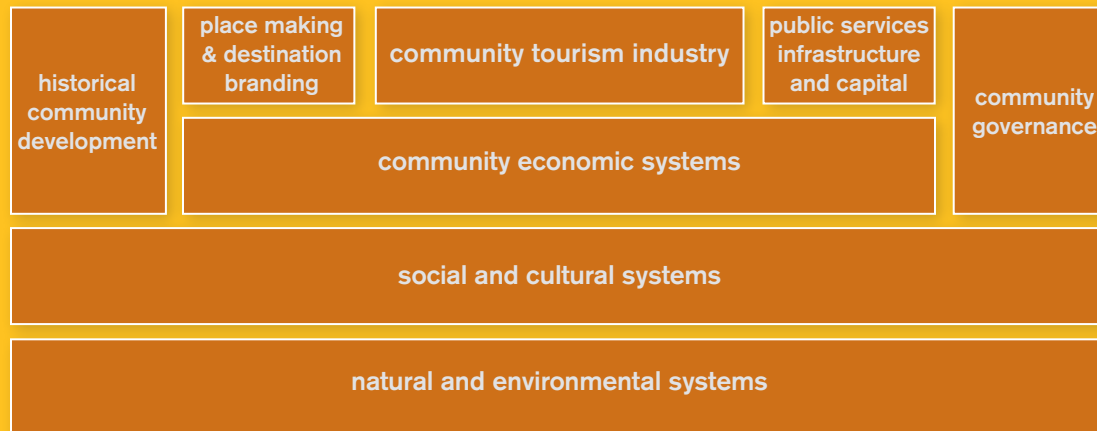 historical
community
development
place making
& destination
branding
community tourism industry
public services
infrastructure
and capital
community
governance
community economic systems
social and cultural systems
natural and environmental systems